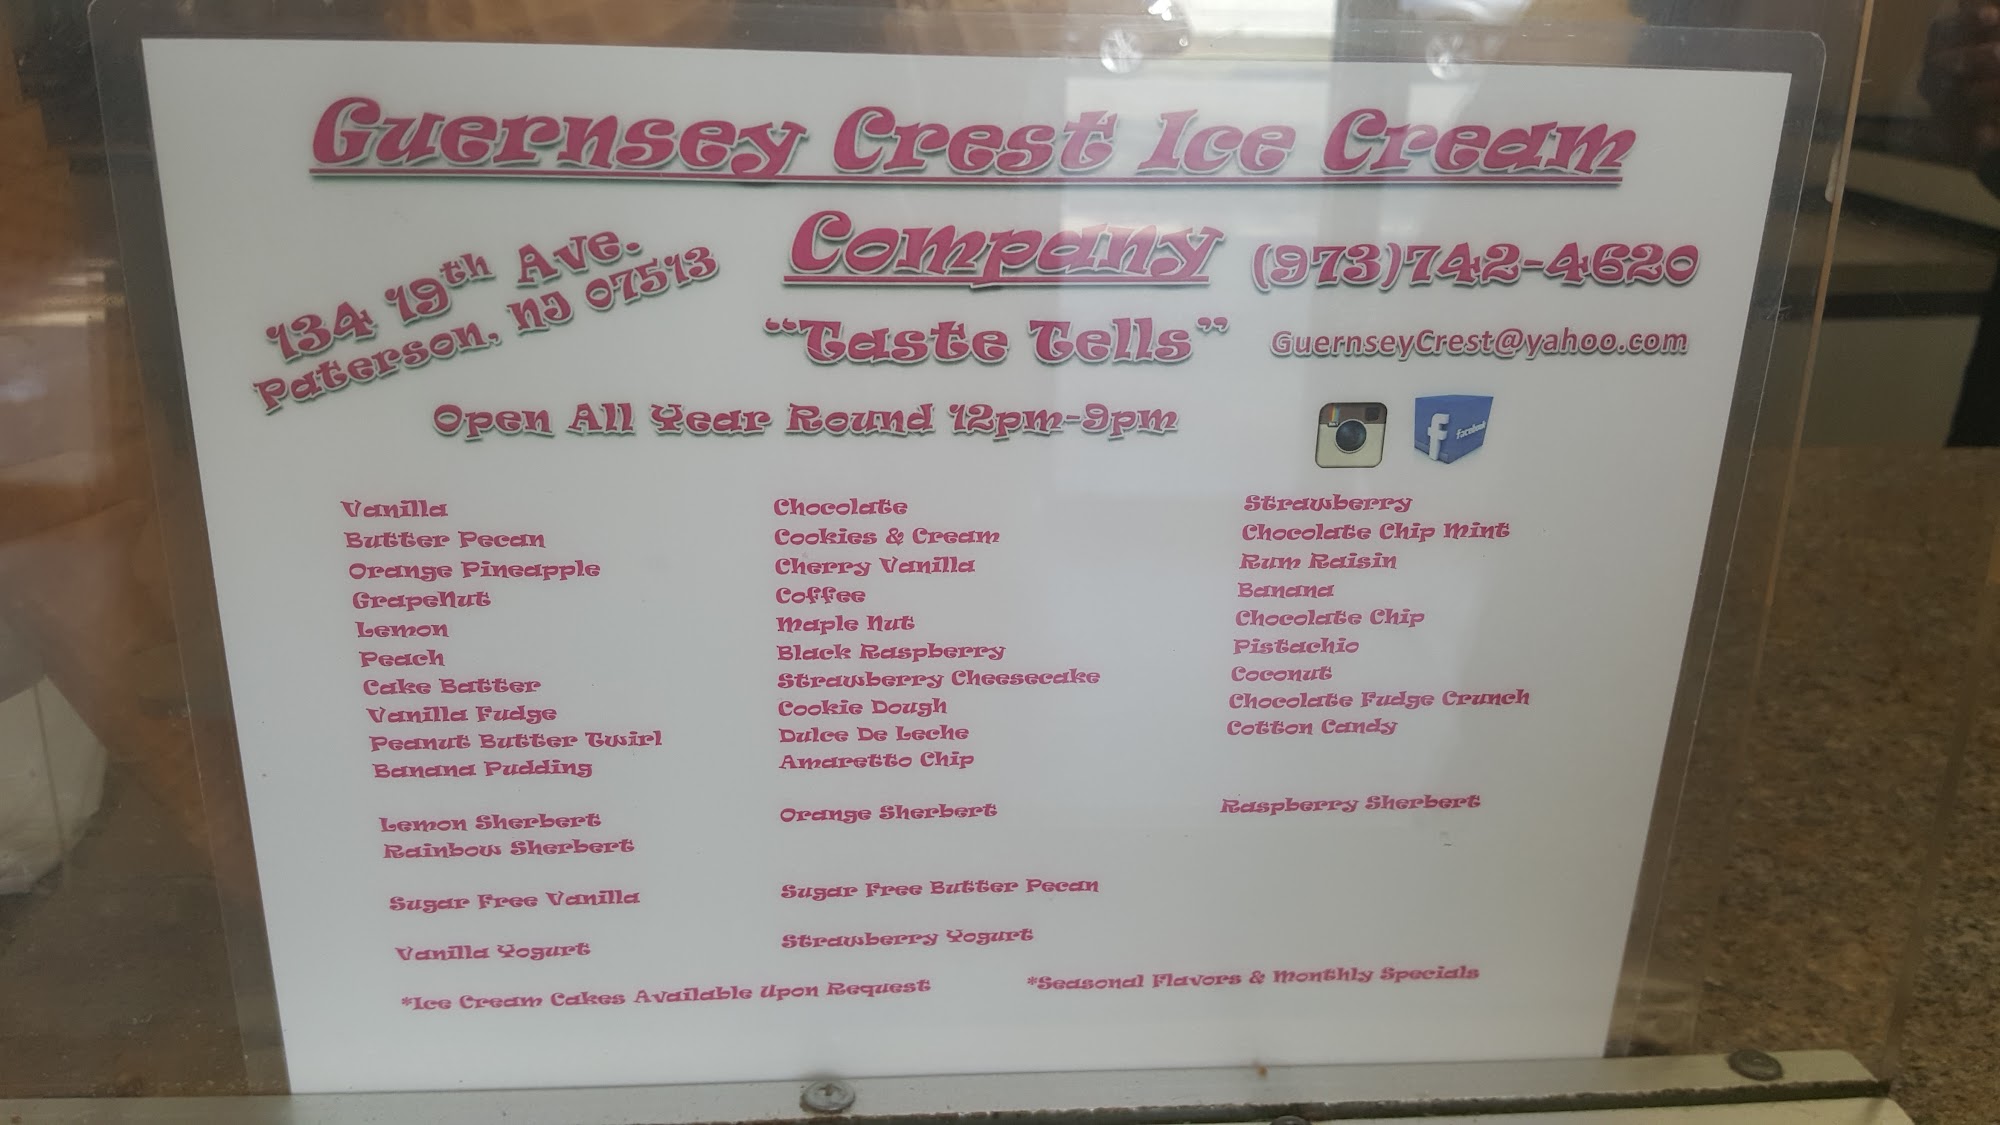 Guernsey Crest Ice Cream
Company
134 19th Ave.
Paterson, NJ 07513
(973)742-4620
"Taste Tells"
GuernseyCrest@yahoo.com
Open All Year Round 12pm-9pm
facebook
Vanilla
Butter Pecan
Orange Pineapple
GrapeNut
Lemon
Peach
Cake Batter
Vanilla Fudge
Peanut Butter Twirl
Banana Pudding
Chocolate
Cookies & Cream
Cherry Vanilla
Coffee
Maple Nut
Black Raspberry
Strawberry Cheesecake
Cookie Dough
Dulce De Leche
Amaretto Chip
Strawberry
Chocolate Chip Mint
Rum Raisin
Banana
Chocolate Chip
Pistachio
Coconut
Chocolate Fudge Crunch
Cotton Candy
Lemon Sherbert
Rainbow Sherbert
Orange Sherbert
Raspberry Sherbert
Sugar Free Vanilla
Sugar Free Butter Pecan
Vanilla Yogurt
Strawberry Yogurt
*Ice Cream Cakes Available Upon Request
*Seasonal Flavors & Monthly Specials